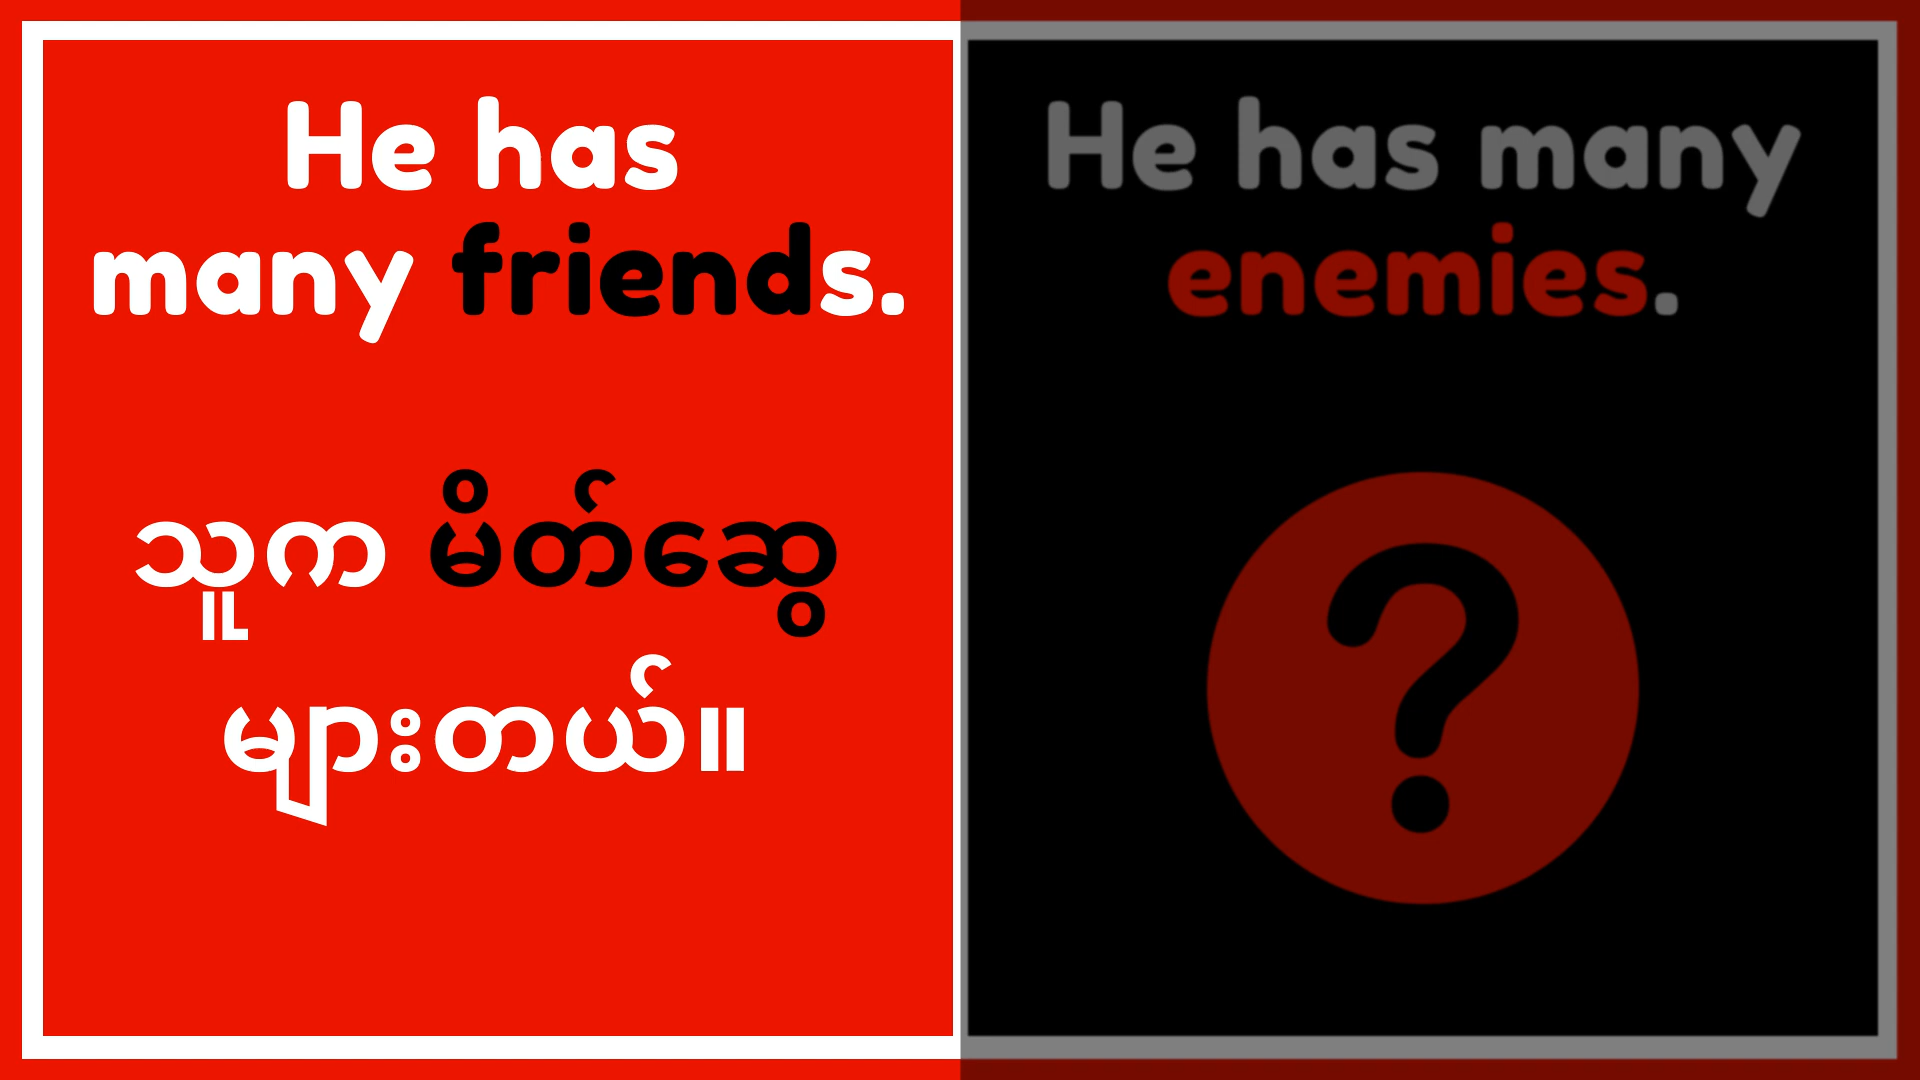 He has
many friends.
သူက မိတ်ဆွေ
များတယ်။
He has many
enemies.
?